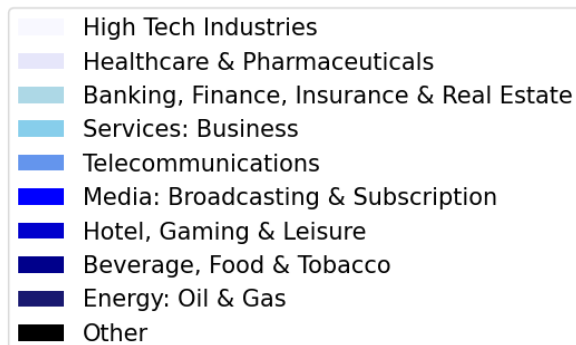 High Tech Industries
Healthcare & Pharmaceuticals
Banking, Finance, Insurance & Real Estate
Services: Business
Telecommunications
Media: Broadcasting & Subscription
Hotel, Gaming & Leisure
Beverage, Food & Tobacco
Energy: Oil & Gas
Other